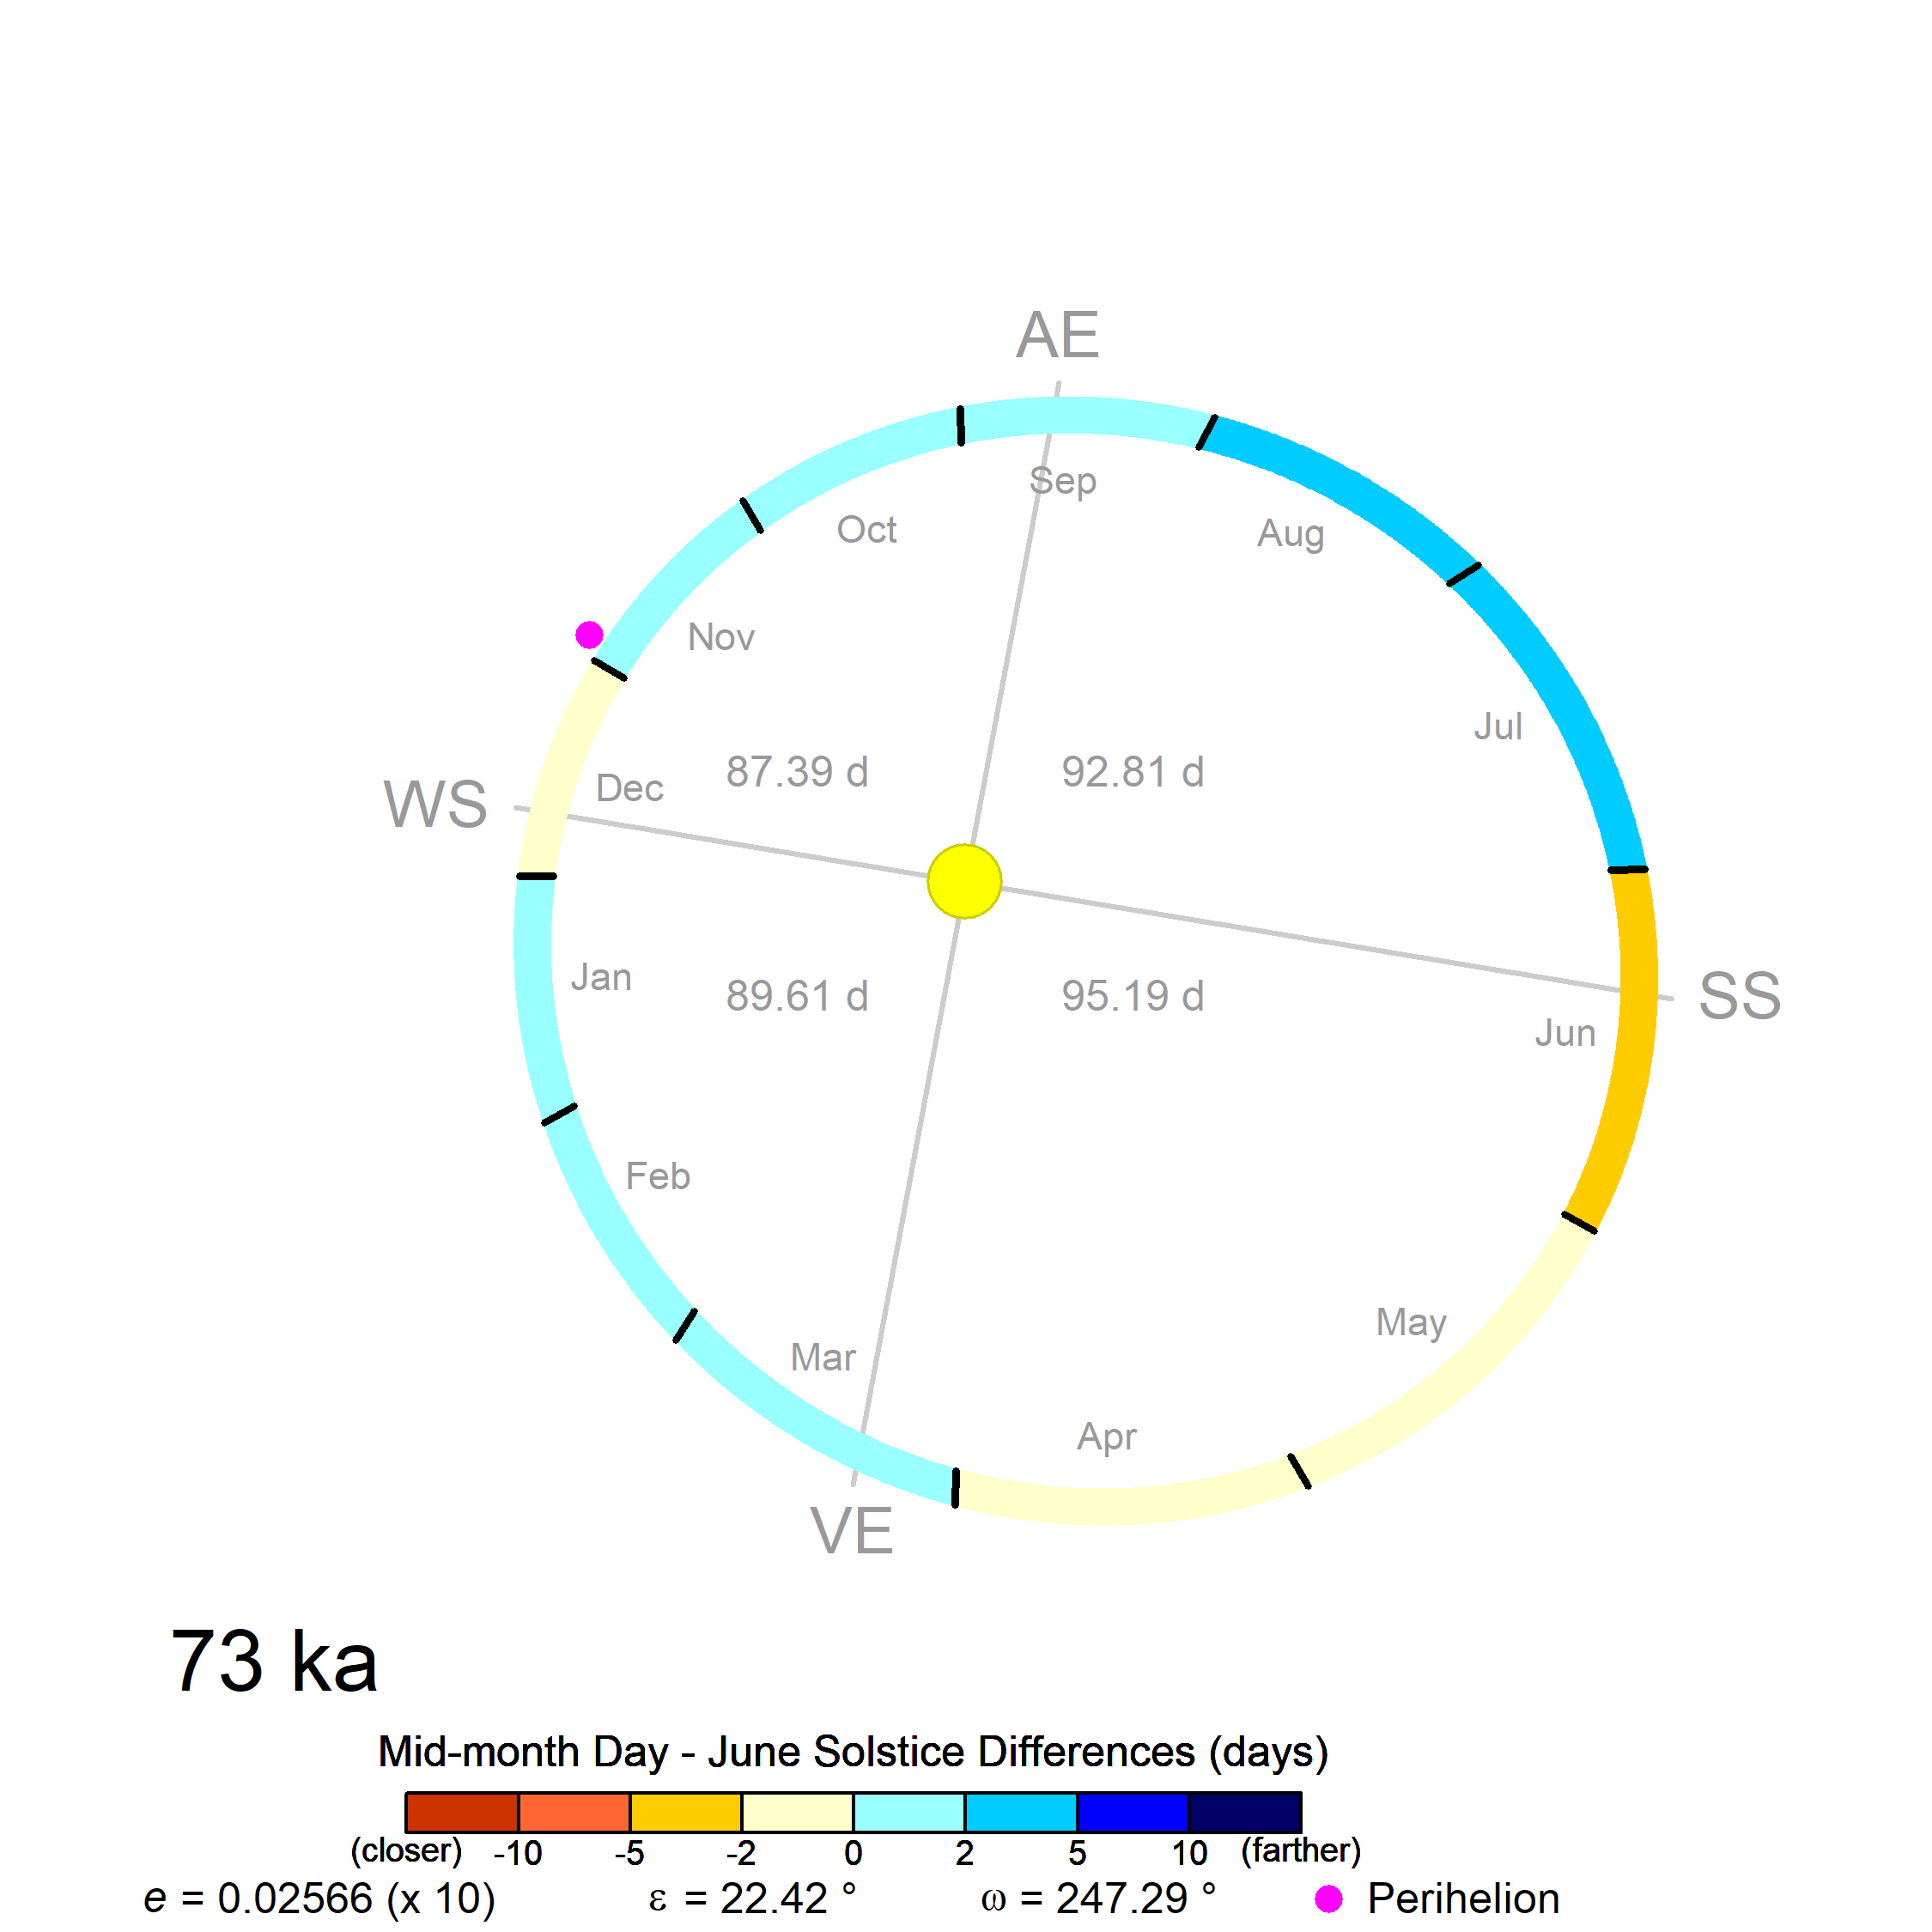 AE
Sep
Oct
Aug
Nov
Jul
87.39 d
92.81 d
Dec
WS
Jan
89.61 d
95.19 d
SS
Jun
Feb
May
Mar
Apr
VE
73 ka
Mid-month Day - June Solstice Differences (days)
(closer) -10 -5 -2 0 2 5 10 (farther)
e = 0.02566 (x 10) ε = 22.42 ° ω = 247.29 ° Perihelion